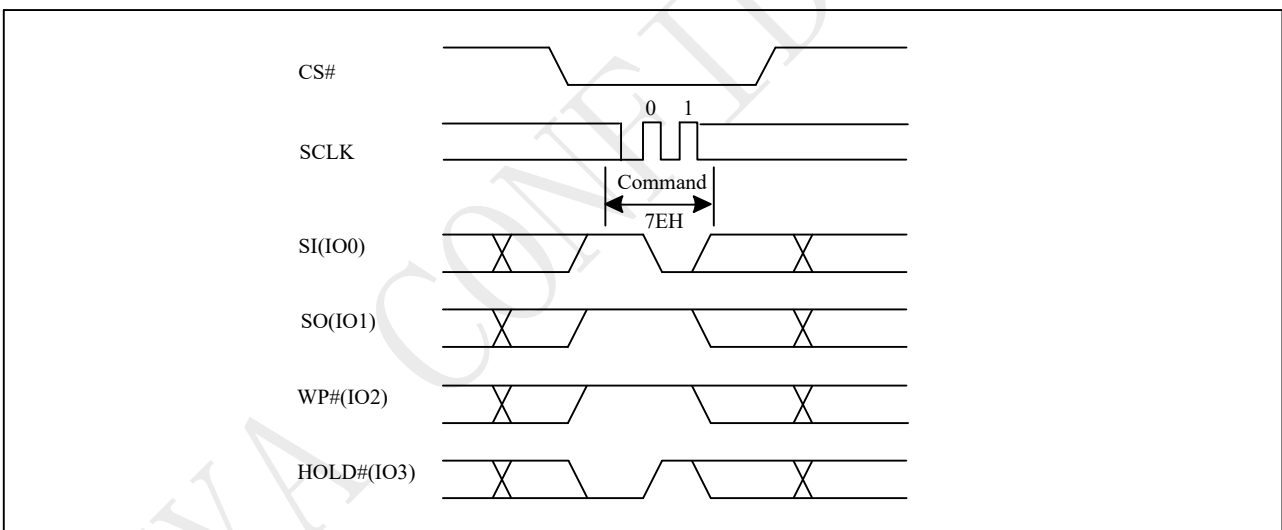 CS#
0 1
SCLK
Command
7EH
SI(IO0)
SO(IO1)
WP#(IO2)
HOLD#(IO3)